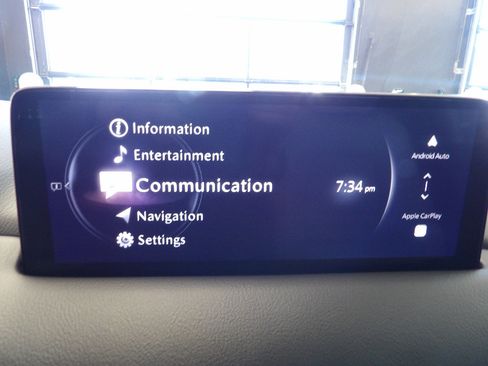 Information
Entertainment
Communication
7:34 pm
Navigation
Settings
Android Auto
Apple CarPlay